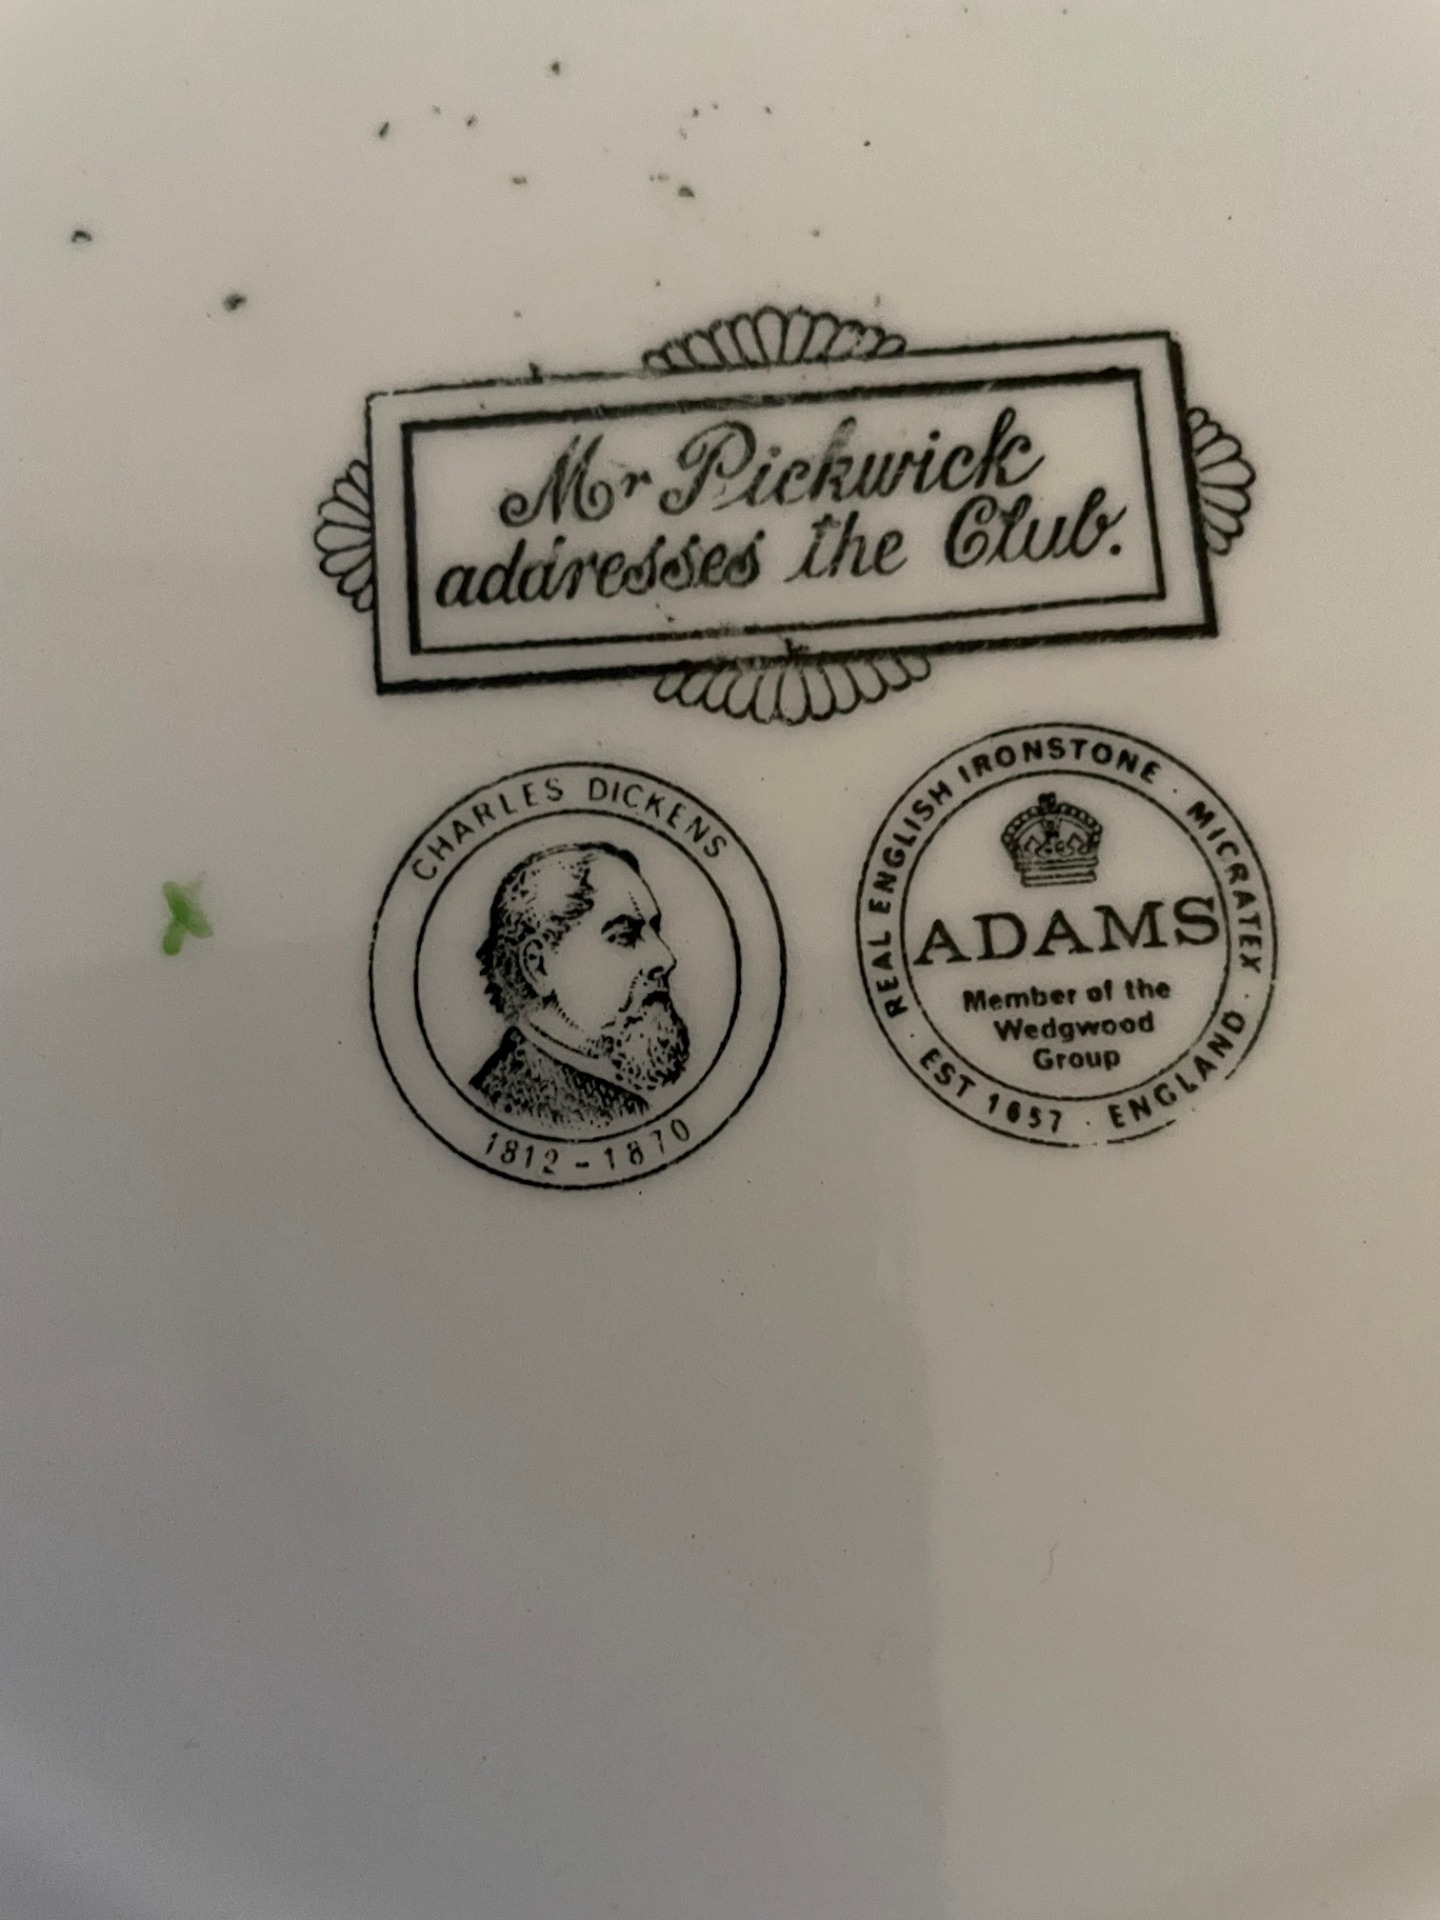 Mr Pickwick
addresses the Club.
CHARLES DICKENS
1812 - 1870
REAL ENGLISH IRONSTONE · MICRATEX
ADAMS
Member of the
Wedgwood
Group
· EST 1657 · ENGLAND ·